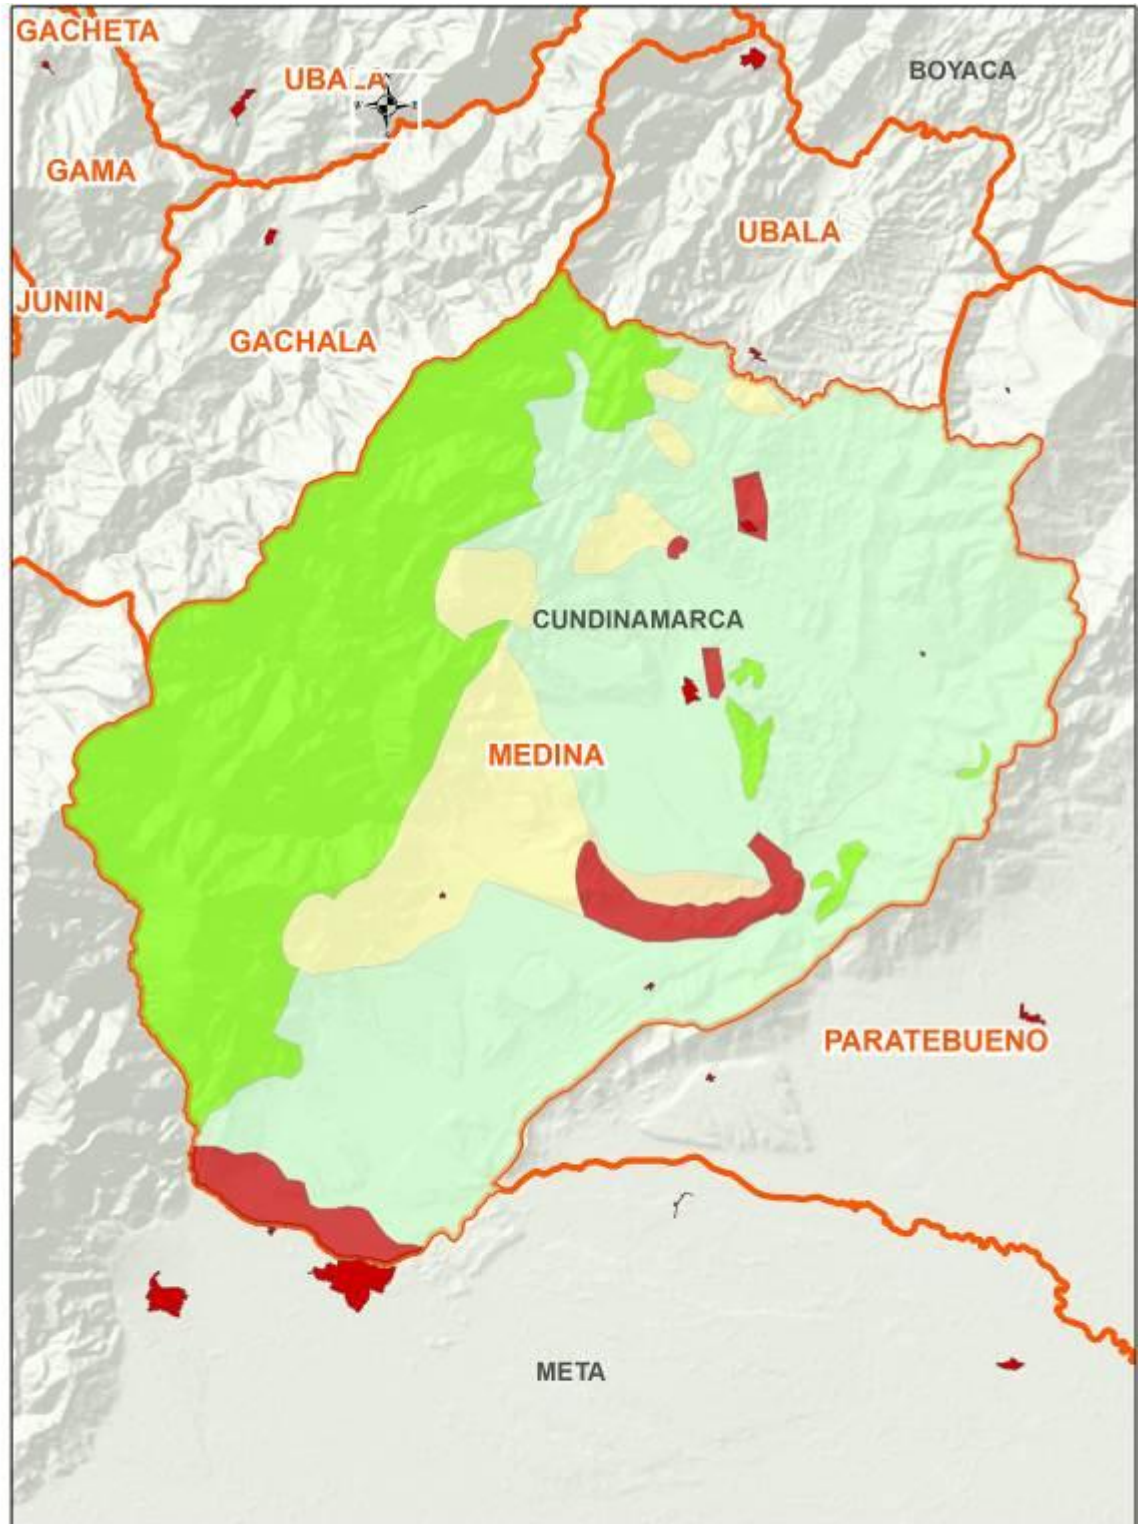 GACHETA
UBALA
BOYACA
GAMA
UBALA
JUNIN
GACHALA
CUNDINAMARCA
MEDINA
PARATEBUENO
META